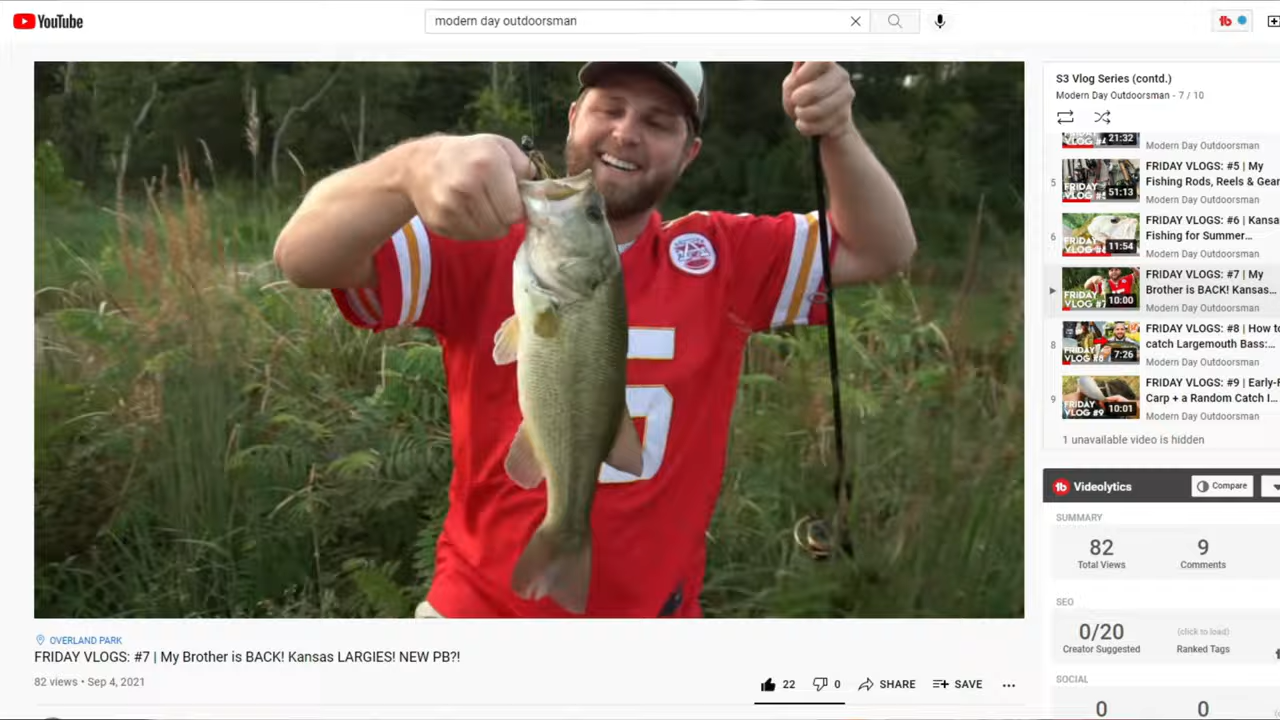 YouTube
modern day outdoorsman
S3 Vlog Series (contd.)
Modern Day Outdoorsman - 7 / 10
21:32
Modern Day Outdoorsman
5
FRIDAY VLOGS: #5 | My
Fishing Rods, Reels & Gear
51:13
Modern Day Outdoorsman
6
FRIDAY VLOGS: #6 | Kansa
Fishing for Summer...
11:54
Modern Day Outdoorsman
FRIDAY VLOGS: #7 | My
Brother is BACK! Kansas...
10:00
Modern Day Outdoorsman
8
FRIDAY VLOGS: #8 | How to
catch Largemouth Bass:...
7:26
Modern Day Outdoorsman
9
FRIDAY VLOGS: #9 | Early-F
Carp + a Random Catch I...
FRIDAY
VLOG #9
10:01
Modern Day Outdoorsman
1 unavailable video is hidden
Videolytics
Compare
SUMMARY
82
9
Total Views
Comments
SEO
0/20
(click to load)
Creator Suggested
Ranked Tags
SOCIAL
0
0
OVERLAND PARK
FRIDAY VLOGS: #7 | My Brother is BACK! Kansas LARGIES! NEW PB?!
82 views • Sep 4, 2021
22
0
SHARE
SAVE